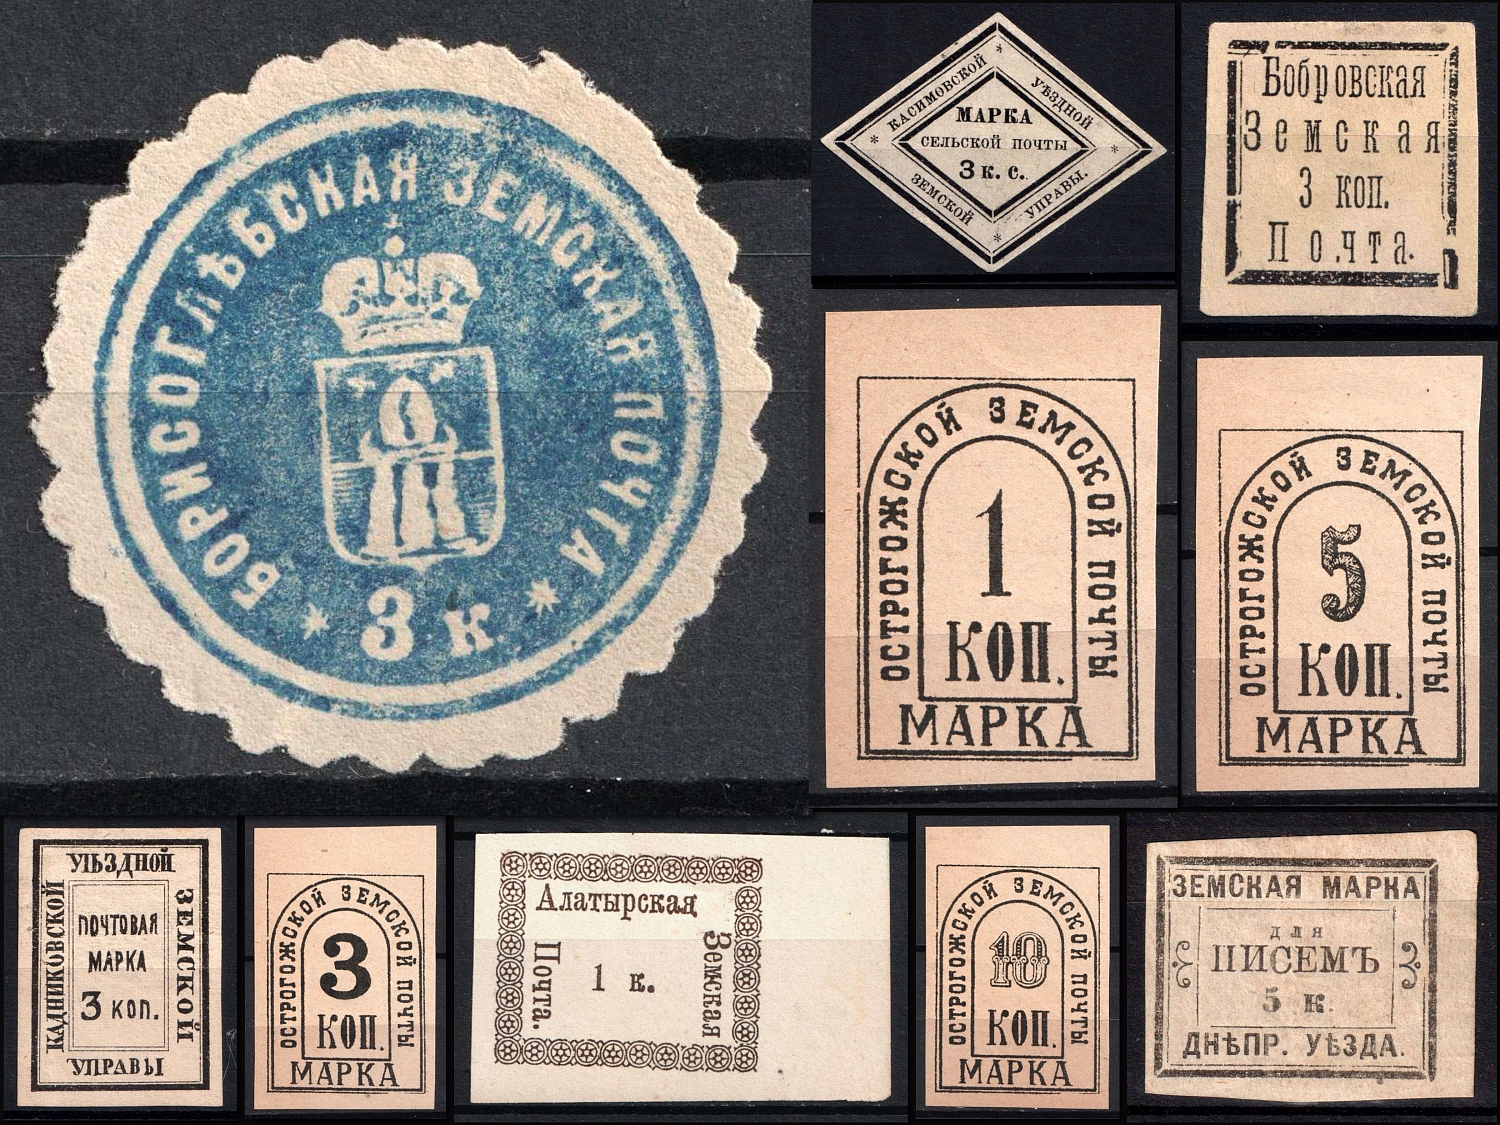 БОРИСОГЛѢБСКАЯ ЗЕМСКАЯ ПОЧТА
* 3 к *
КАСИМОВСКОЙ * УѢЗДНОЙ *
ЗЕМСКОЙ * УПРАВЫ. *
МАРКА
СЕЛЬСКОЙ ПОЧТЫ
3 к. с.
Бобровская
Земская
3 коп.
Почта.
ОСТРОГОЖСКОЙ ЗЕМСКОЙ ПОЧТЫ
1
КОП.
МАРКА
ОСТРОГОЖСКОЙ ЗЕМСКОЙ ПОЧТЫ
5
КОП.
МАРКА
УѢЗДНОЙ
КАДНИКОВСКОЙ
ЗЕМСКОЙ
ПОЧТОВАЯ
МАРКА
3 КОП.
УПРАВЫ
ОСТРОГОЖСКОЙ ЗЕМСКОЙ ПОЧТЫ
3
КОП.
МАРКА
Алатырская
Земская
Почта.
1 к.
ОСТРОГОЖСКОЙ ЗЕМСКОЙ ПОЧТЫ
10
КОП.
МАРКА
ЗЕМСКАЯ МАРКА
для
ПИСЕМЪ
5 к.
ДНѢПР. УѢЗДА.